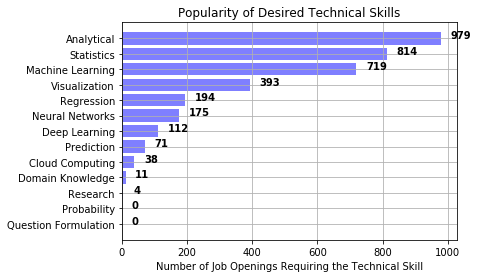 Popularity of Desired Technical Skills
Analytical 979
Statistics 814
Machine Learning 719
Visualization 393
Regression 194
Neural Networks 175
Deep Learning 112
Prediction 71
Cloud Computing 38
Domain Knowledge 11
Research 4
Probability 0
Question Formulation 0
0 200 400 600 800 1000
Number of Job Openings Requiring the Technical Skill